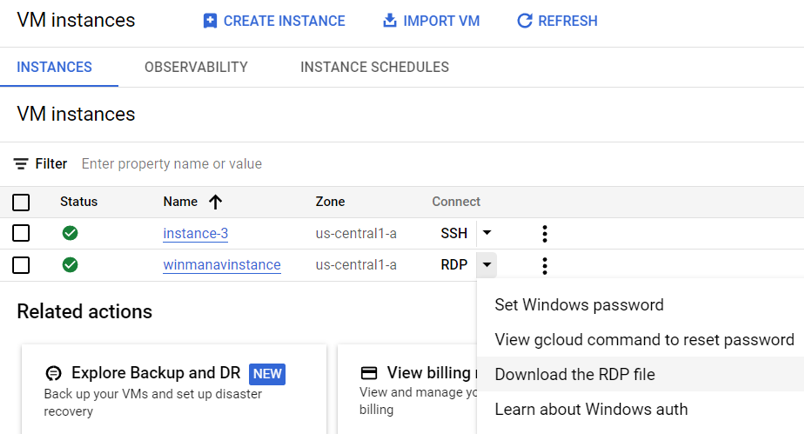 VM instances CREATE INSTANCE IMPORT VM REFRESH
INSTANCES OBSERVABILITY INSTANCE SCHEDULES
VM instances
Filter Enter property name or value
Status Name Zone Connect
instance-3 us-central1-a SSH
winmanavinstance us-central1-a RDP
Set Windows password
View gcloud command to reset password
Download the RDP file
Learn about Windows auth
Related actions
Explore Backup and DR NEW
Back up your VMs and set up disaster
recovery
View billing
View and manage
billing